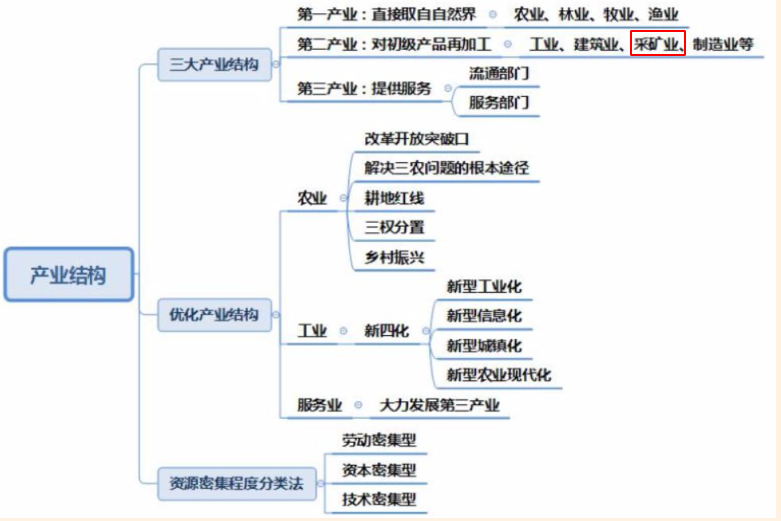 产业结构
三大产业结构
第一产业：直接取自自然界
农业、林业、牧业、渔业
第二产业：对初级产品再加工
工业、建筑业、采矿业、制造业等
第三产业：提供服务
流通部门
服务部门
优化产业结构
农业
改革开放突破口
解决三农问题的根本途径
耕地红线
三权分置
乡村振兴
工业
新四化
新型工业化
新型信息化
新型城镇化
新型农业现代化
服务业
大力发展第三产业
资源密集程度分类法
劳动密集型
资本密集型
技术密集型